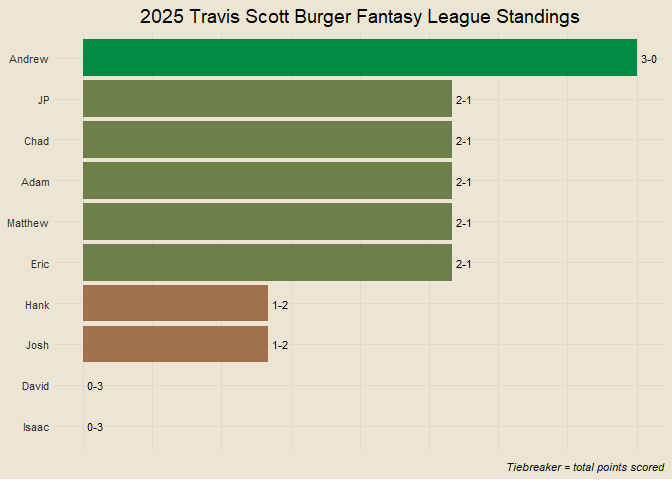 2025 Travis Scott Burger Fantasy League Standings
Andrew 3-0
JP 2-1
Chad 2-1
Adam 2-1
Matthew 2-1
Eric 2-1
Hank 1-2
Josh 1-2
David 0-3
Isaac 0-3
Tiebreaker = total points scored